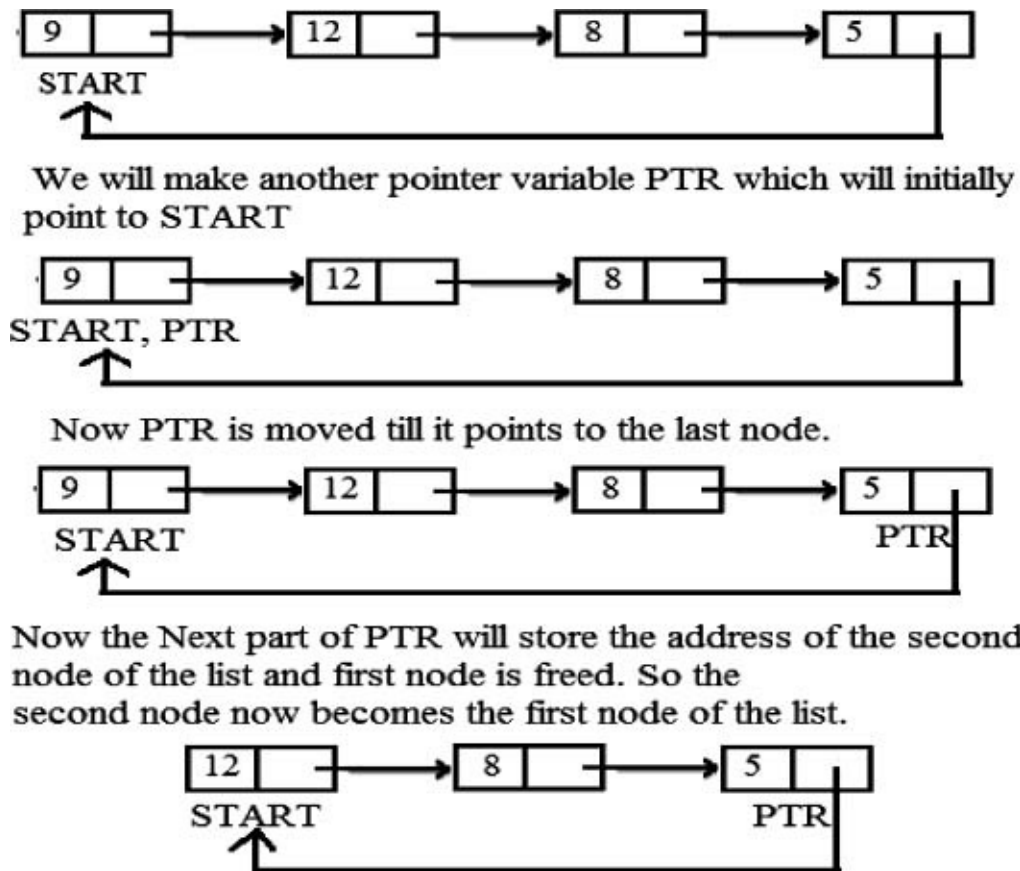 9 12 8 5
START
We will make another pointer variable PTR which will initially
point to START
9 12 8 5
START, PTR
Now PTR is moved till it points to the last node.
9 12 8 5
START PTR
Now the Next part of PTR will store the address of the second
node of the list and first node is freed. So the
second node now becomes the first node of the list.
12 8 5
START PTR